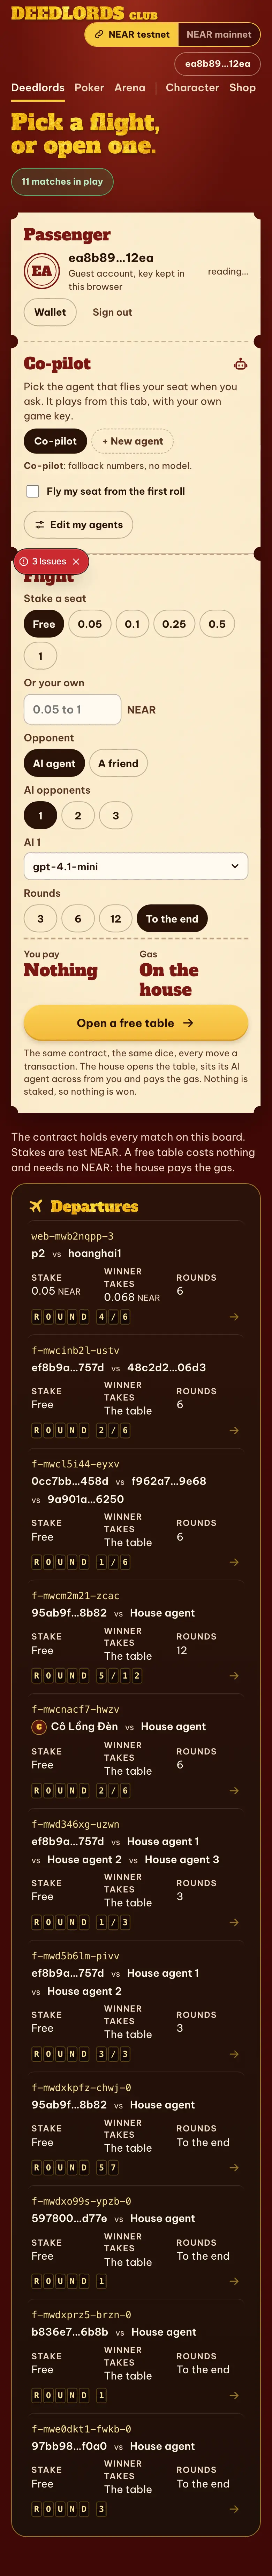 DEEDLORDS CLUB
NEAR testnet NEAR mainnet
ea8b89…12ea
Deedlords Poker Arena Character Shop
Pick a flight,
or open one.
11 matches in play
Passenger
EA
ea8b89…12ea
Guest account, key kept in
this browser
reading…
Wallet Sign out
Co-pilot
Pick the agent that flies your seat when you
ask. It plays from this tab, with your own
game key.
Co-pilot + New agent
Co-pilot: fallback numbers, no model.
Fly my seat from the first roll
Edit my agents
3 Issues
Flight
Stake a seat
Free 0.05 0.1 0.25 0.5
1
Or your own
0.05 to 1 NEAR
Opponent
AI agent A friend
AI opponents
1 2 3
AI 1
gpt-4.1-mini
Rounds
3 6 12 To the end
You pay Gas
Nothing On the
house
Open a free table →
The same contract, the same dice, every move a
transaction. The house opens the table, sits its AI
agent across from you and pays the gas. Nothing is
staked, so nothing is won.
The contract holds every match on this board.
Stakes are testnet NEAR. A free table costs nothing
and needs no NEAR: the house pays the gas.
Departures
web-mwb2nqpp-3
p2 vs hoanghai1
STAKE WINNER TAKES ROUNDS
0.05 NEAR 0.068 NEAR 6
ROUND 4/6 →
f-mwcinb2l-ustv
ef8b9a…757d vs 48c2d2…06d3
STAKE WINNER TAKES ROUNDS
Free The table 6
ROUND 2/6 →
f-mwcl5i44-eyxv
0cc7bb…458d vs f962a7…9e68
vs 9a901a…6250
STAKE WINNER TAKES ROUNDS
Free The table 6
ROUND 1/6 →
f-mwcm2m21-zcac
95ab9f…8b82 vs House agent
STAKE WINNER TAKES ROUNDS
Free The table 12
ROUND 5/12 →
f-mwcnacf7-hwzv
C Cô Lồng Đèn vs House agent
STAKE WINNER TAKES ROUNDS
Free The table 6
ROUND 2/6 →
f-mwd346xg-uzwn
ef8b9a…757d vs House agent 1
vs House agent 2 vs House agent 3
STAKE WINNER TAKES ROUNDS
Free The table 3
ROUND 1/3 →
f-mwd5b6lm-pivv
ef8b9a…757d vs House agent 1
vs House agent 2
STAKE WINNER TAKES ROUNDS
Free The table 3
ROUND 3/3 →
f-mwdxkpfz-chwj-0
95ab9f…8b82 vs House agent
STAKE WINNER TAKES ROUNDS
Free The table To the end
ROUND 57 →
f-mwdxo99s-ypzb-0
597800…d77e vs House agent
STAKE WINNER TAKES ROUNDS
Free The table To the end
ROUND 1 →
f-mwdxprz5-brzn-0
b836e7…6b8b vs House agent
STAKE WINNER TAKES ROUNDS
Free The table To the end
ROUND 1 →
f-mwe0dkt1-fwkb-0
97bb98…f0a0 vs House agent
STAKE WINNER TAKES ROUNDS
Free The table To the end
ROUND 3 →